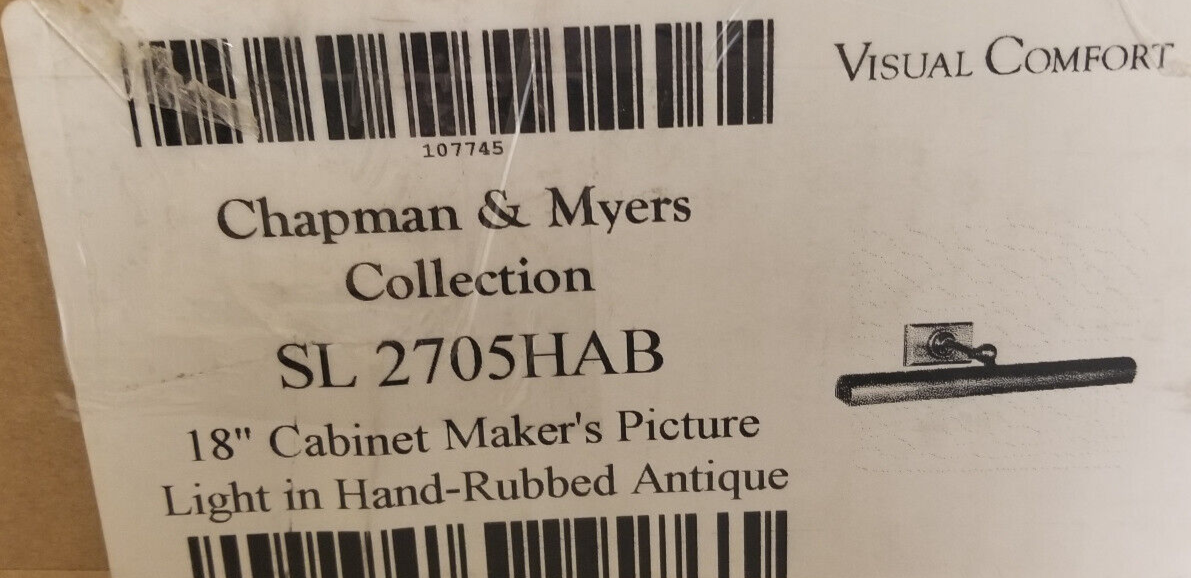 VISUAL COMFORT
107745
Chapman & Myers
Collection
SL 2705HAB
18" Cabinet Maker's Picture
Light in Hand-Rubbed Antique